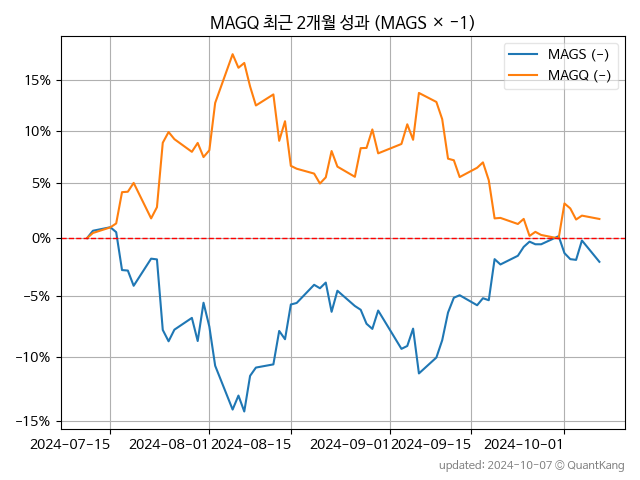 MAGQ 최근 2개월 성과 (MAGS × −1)
MAGS (-)
MAGQ (-)
15%
10%
5%
0%
−5%
−10%
−15%
2024-07-15 2024-08-01 2024-08-15 2024-09-01 2024-09-15 2024-10-01
updated: 2024-10-07 © QuantKang